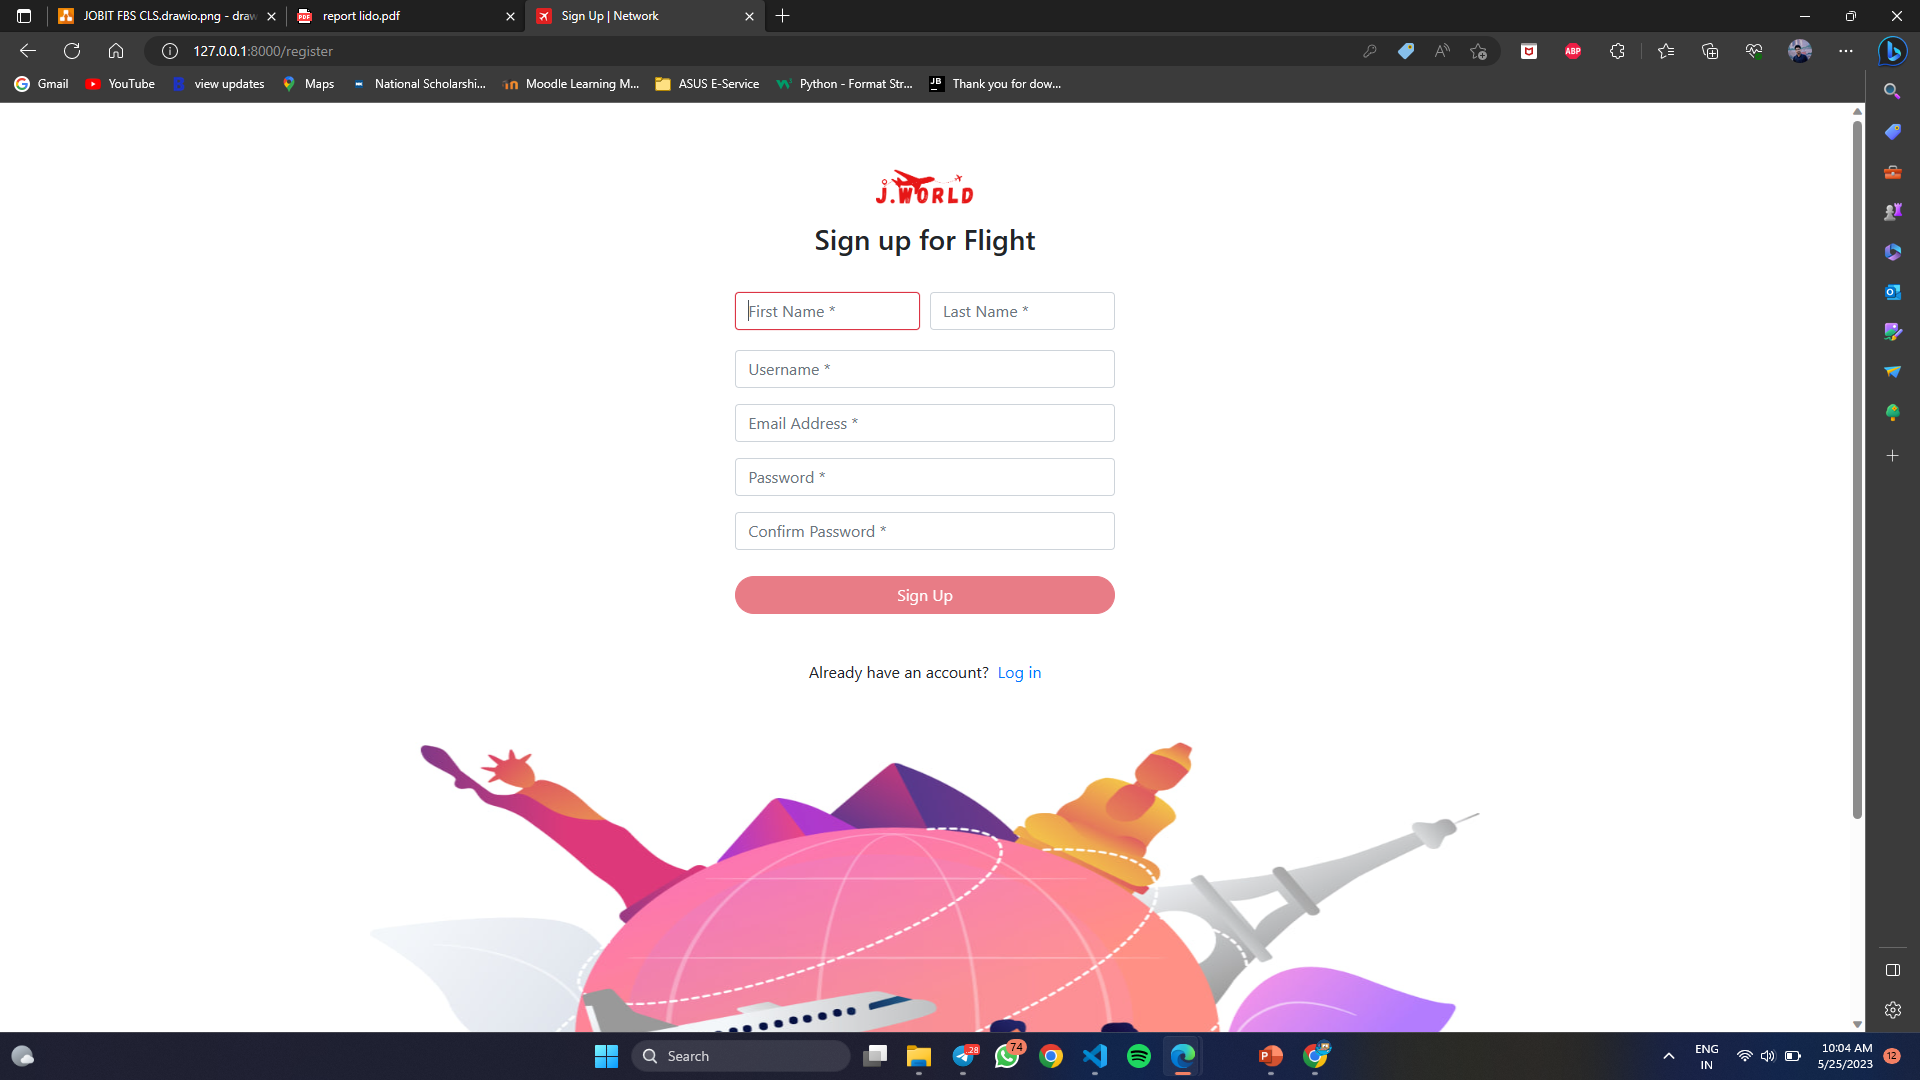 JOBIT FBS CLS.drawio.png - draw
report lido.pdf
Sign Up | Network
127.0.0.1:8000/register
ABP
Gmail
YouTube
view updates
Maps
National Scholarshi...
Moodle Learning M...
ASUS E-Service
Python - Format Str...
JB
Thank you for dow...
J.WORLD
Sign up for Flight
First Name *
Last Name *
Username *
Email Address *
Password *
Confirm Password *
Sign Up
Already have an account? Log in
Search
28
74
ENG
IN
10:04 AM
5/25/2023
12